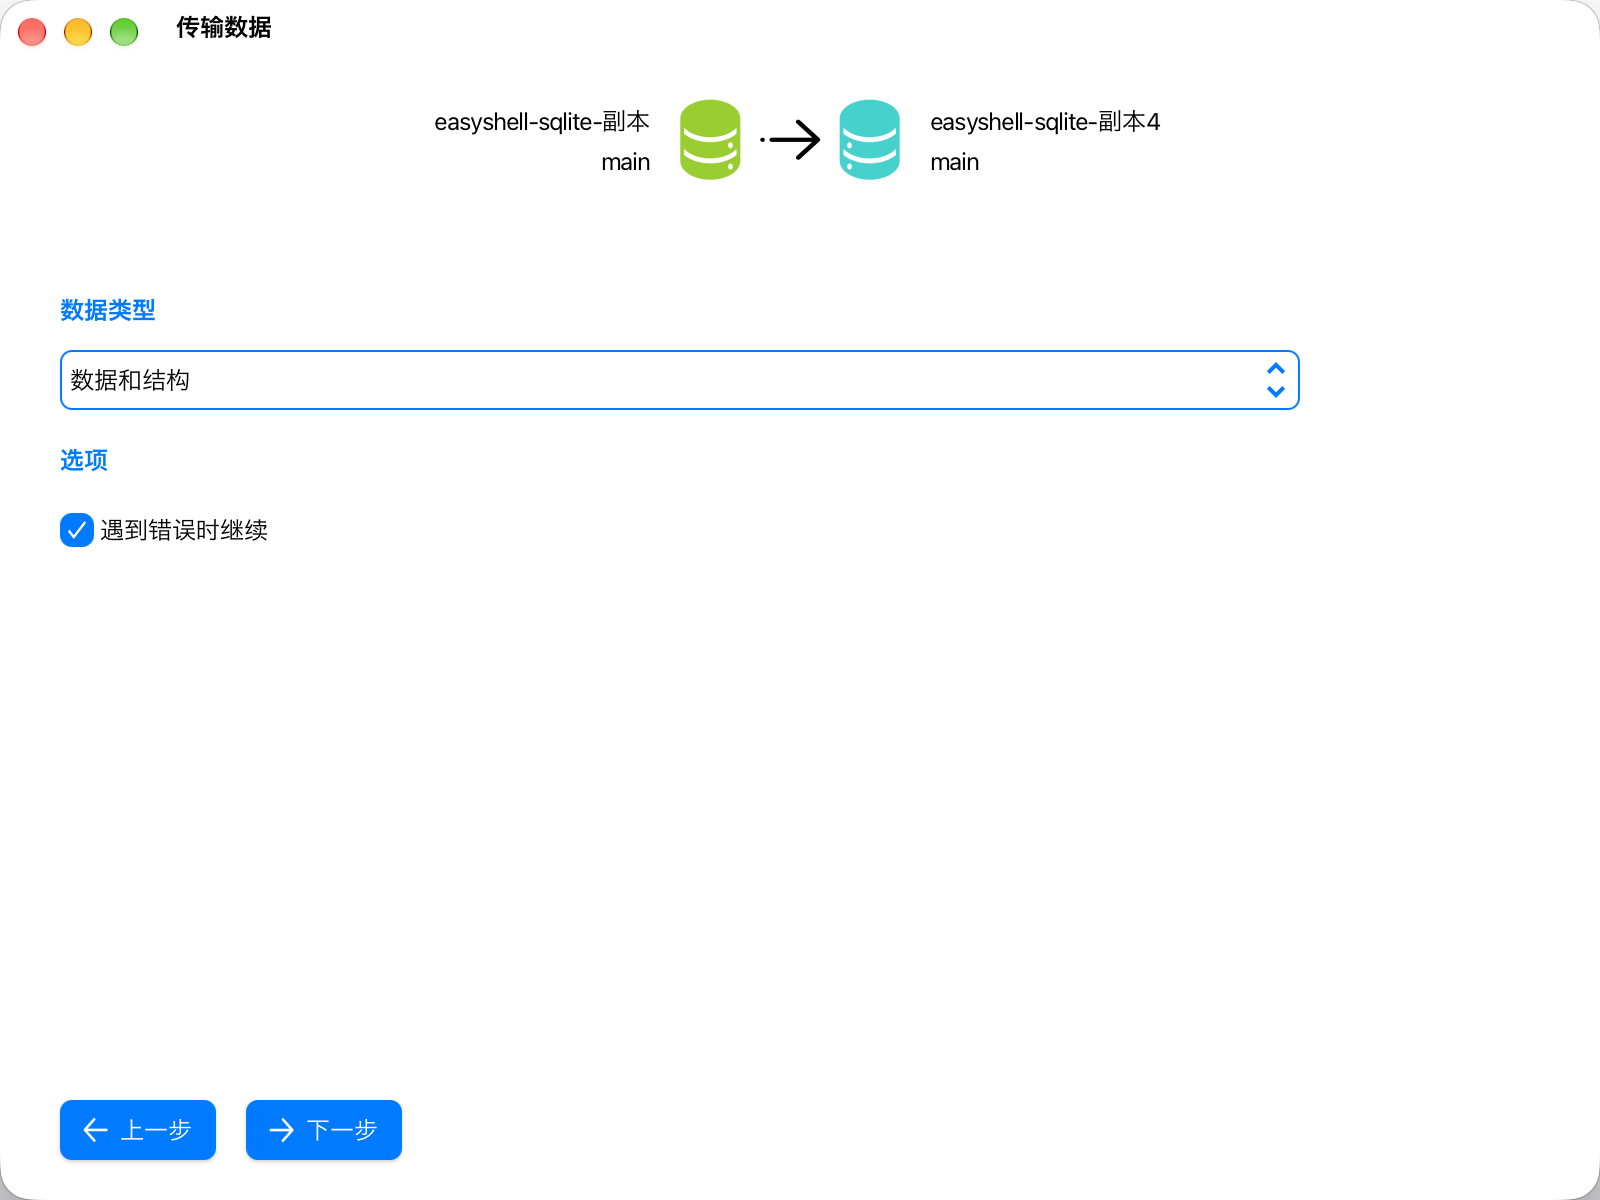 传输数据
easyshell-sqlite-副本
main
easyshell-sqlite-副本4
main
数据类型
数据和结构
选项
遇到错误时继续
上一步
下一步